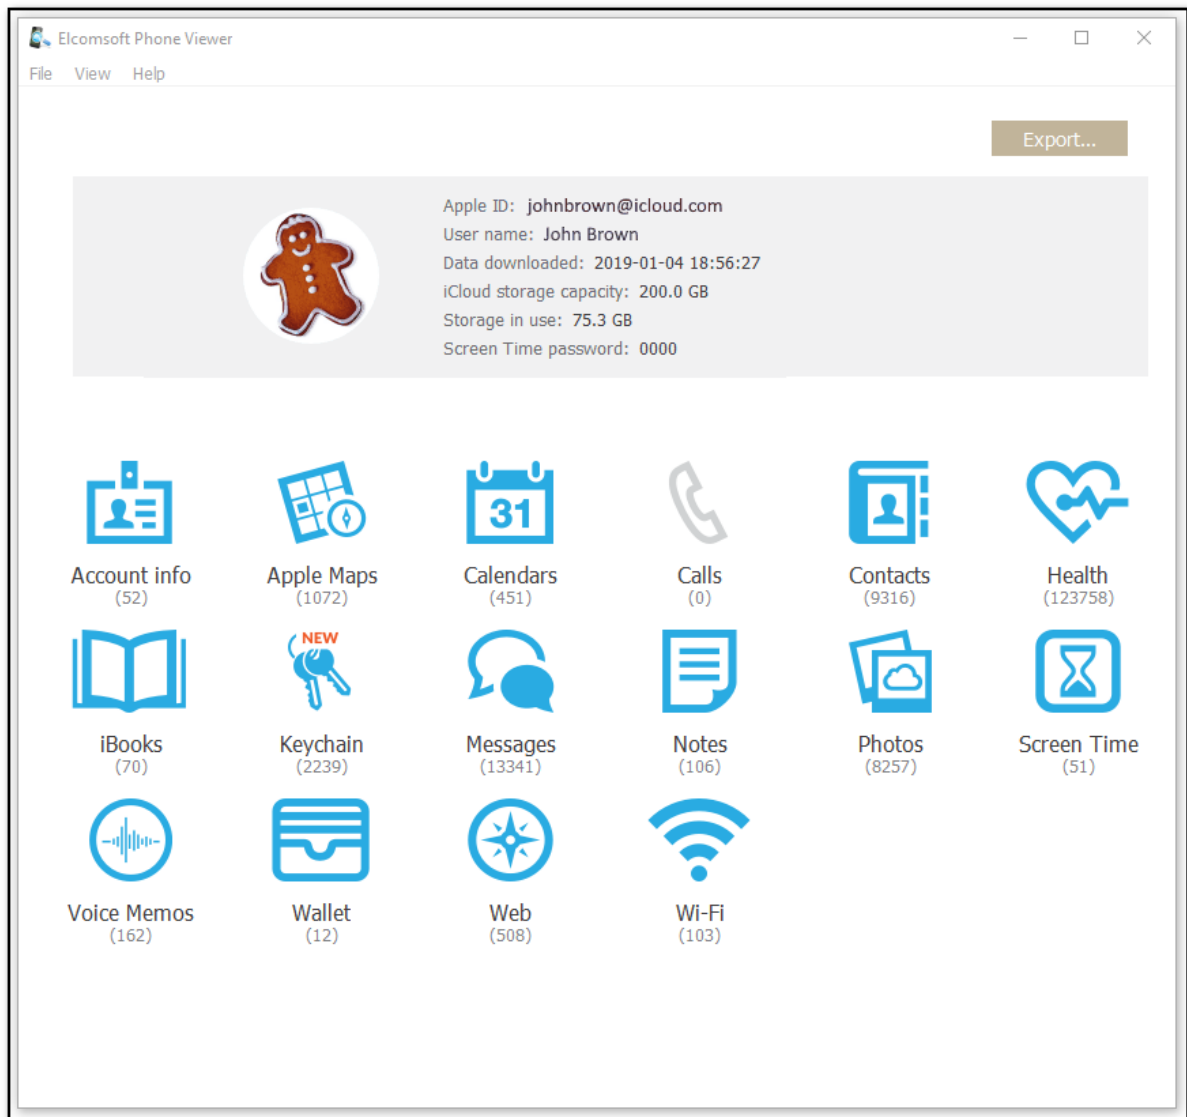 Elcomsoft Phone Viewer
File View Help
Export...
Apple ID: johnbrown@icloud.com
User name: John Brown
Data downloaded: 2019-01-04 18:56:27
iCloud storage capacity: 200.0 GB
Storage in use: 75.3 GB
Screen Time password: 0000
31
Account info Apple Maps Calendars Calls Contacts Health
(52) (1072) (451) (0) (9316) (123758)
NEW
iBooks Keychain Messages Notes Photos Screen Time
(70) (2239) (13341) (106) (8257) (51)
Voice Memos Wallet Web Wi-Fi
(162) (12) (508) (103)